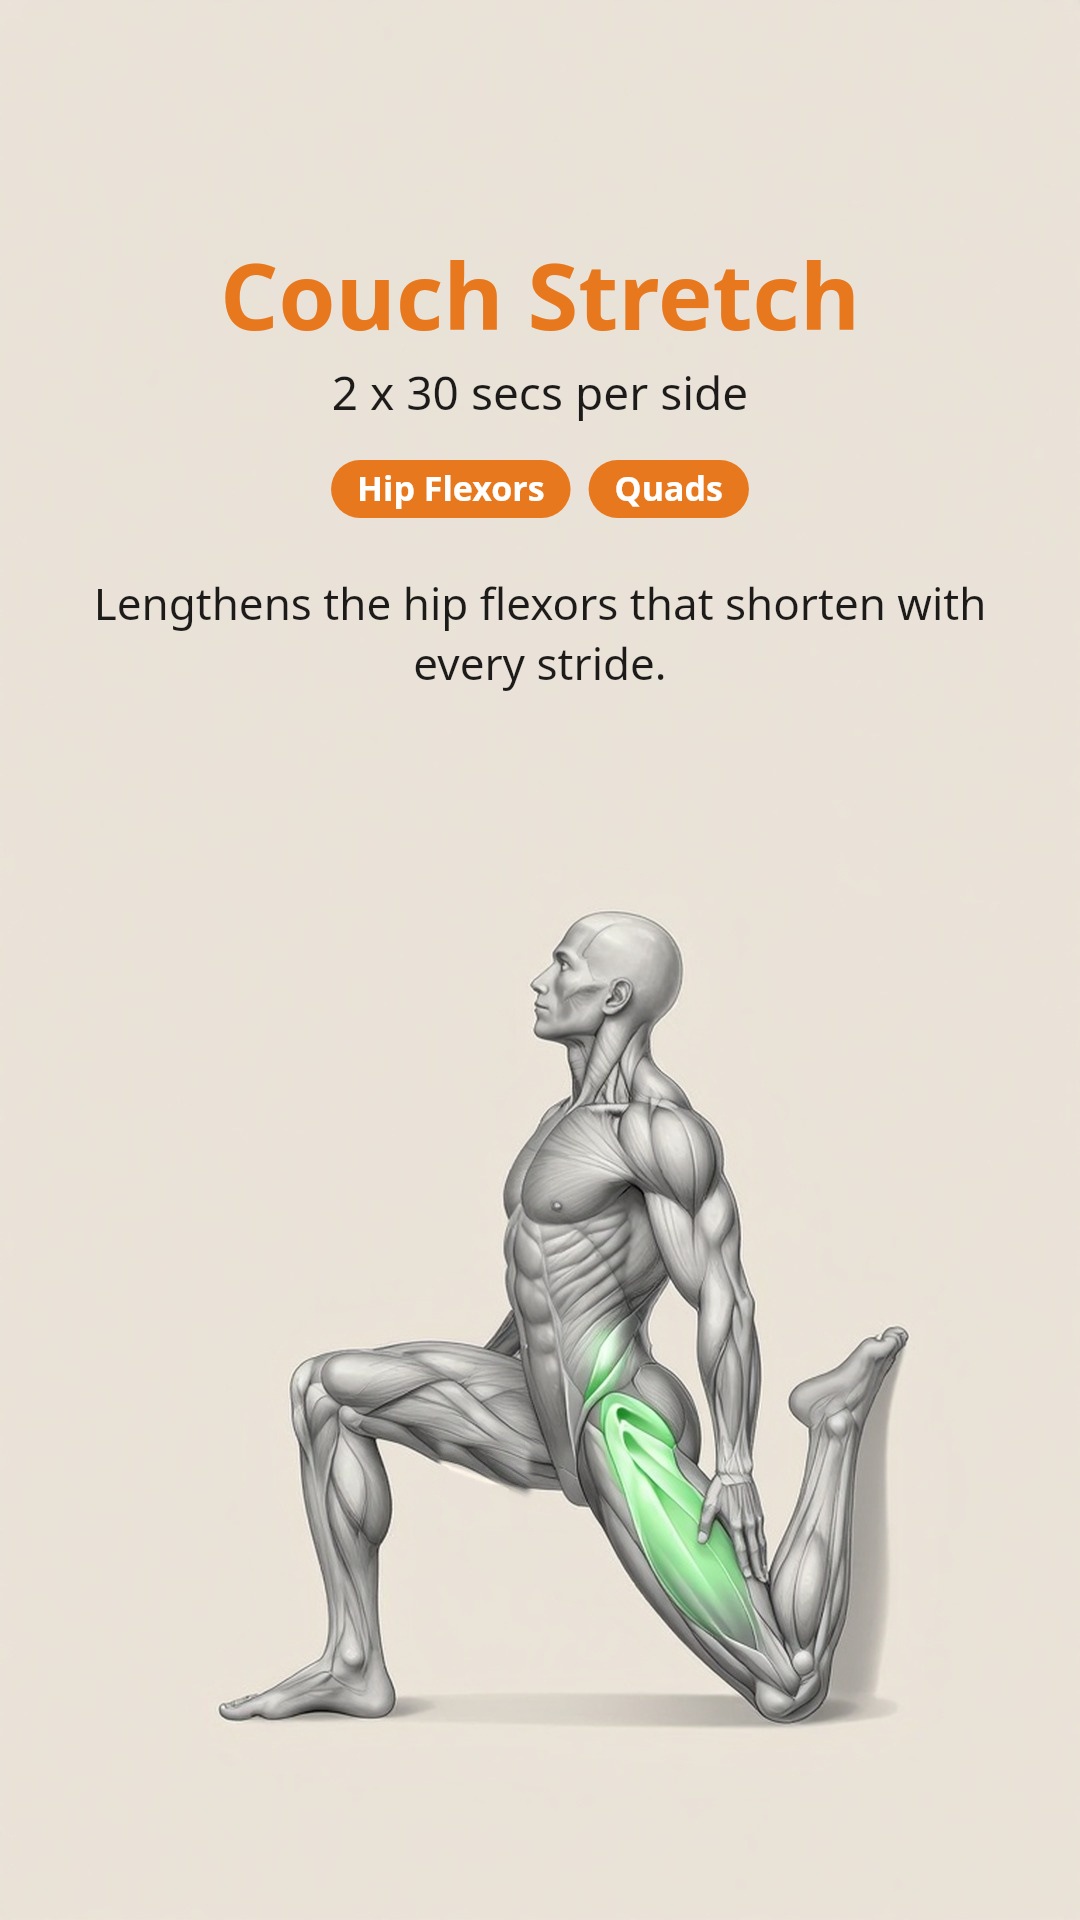 Couch Stretch
2 x 30 secs per side
Hip Flexors Quads
Lengthens the hip flexors that shorten with
every stride.